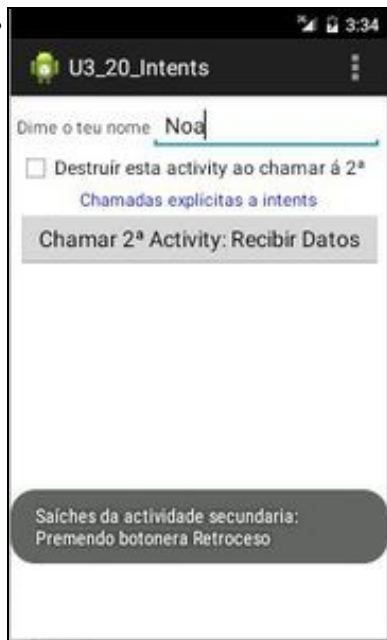 3:34
U3_20_Intents
Dime o teu nome Noa
Destruír esta activity ao chamar á 2ª
Chamadas explicitas a intents
Chamar 2ª Activity: Recibir Datos
Saíches da actividade secundaria:
Premendo botonera Retroceso